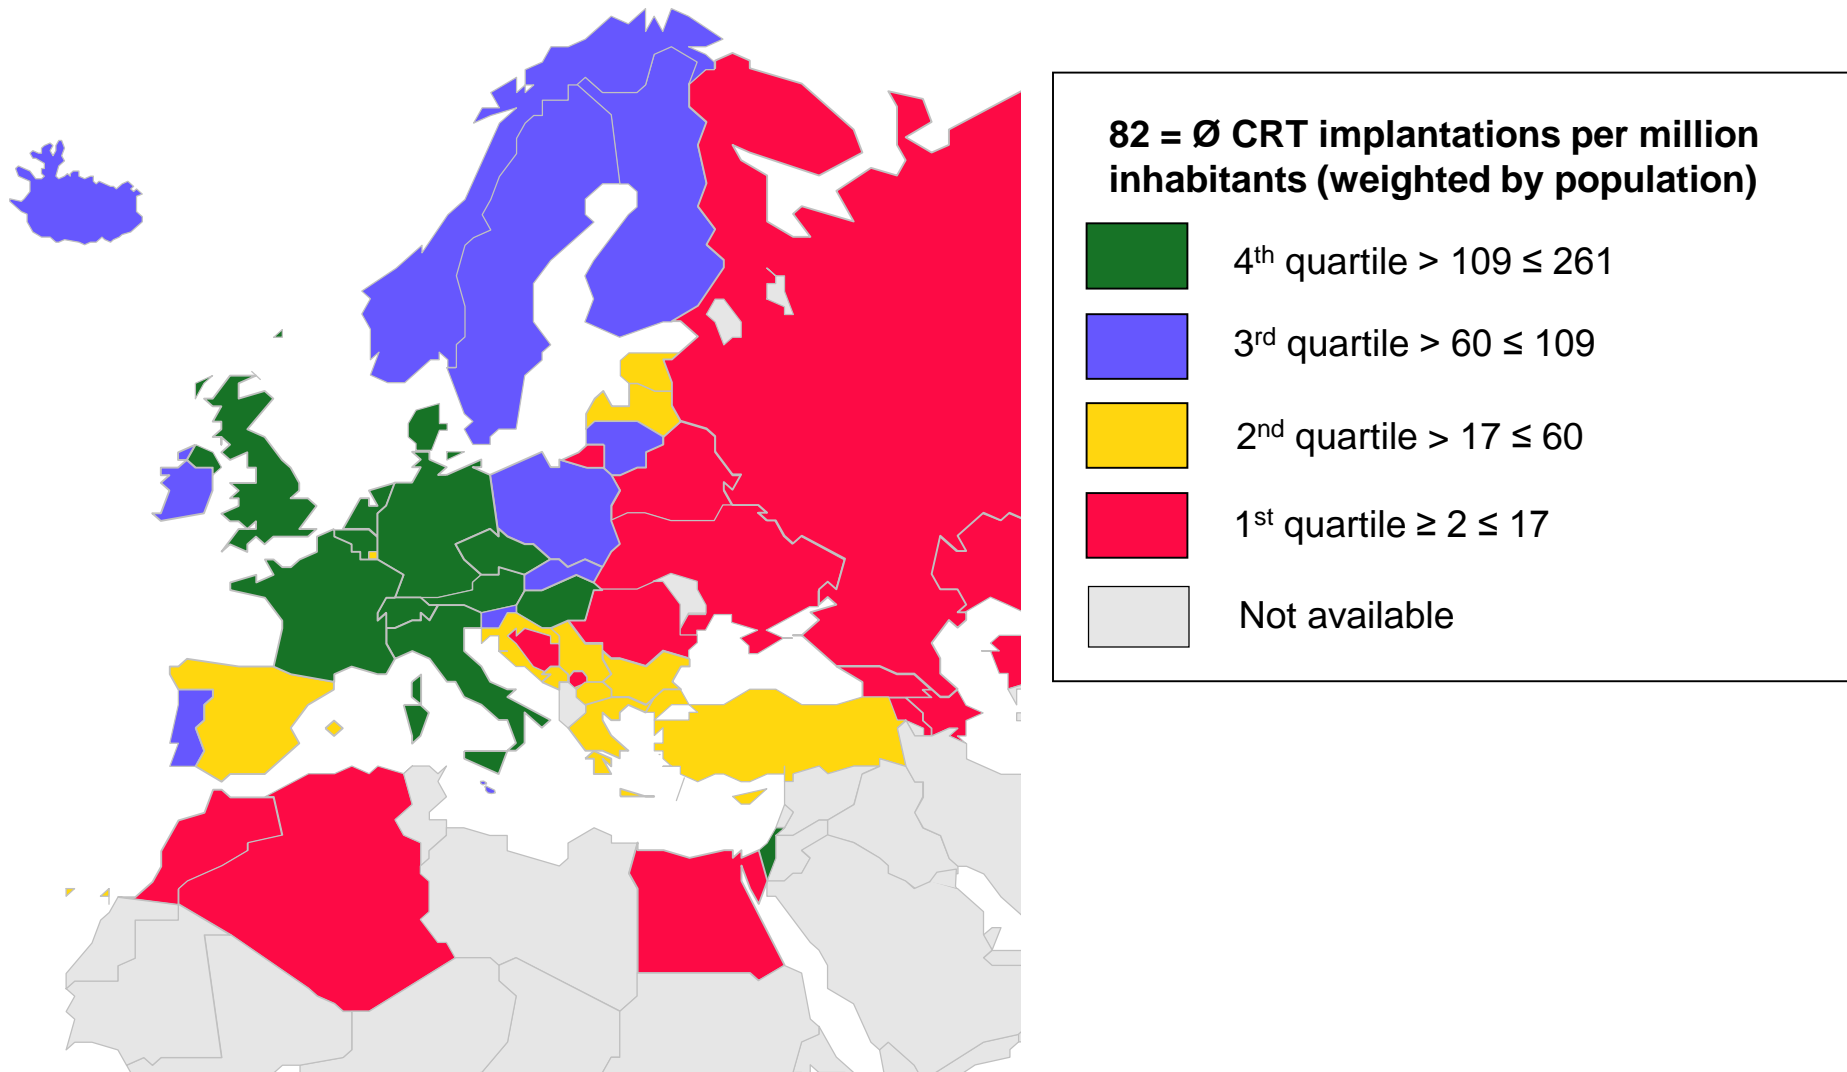 82 = Ø CRT implantations per million
inhabitants (weighted by population)
4th quartile > 109 ≤ 261
3rd quartile > 60 ≤ 109
2nd quartile > 17 ≤ 60
1st quartile ≥ 2 ≤ 17
Not available